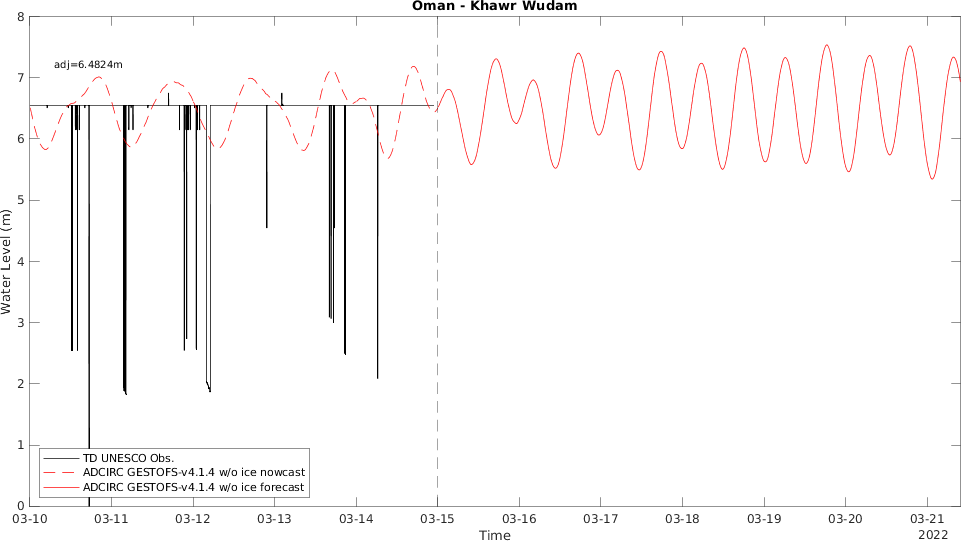 Oman - Khawr Wudam
adj=6.4824m
Water Level (m)
8
7
6
5
4
3
2
1
0
TD UNESCO Obs.
ADCIRC GESTOFS-v4.1.4 w/o ice nowcast
ADCIRC GESTOFS-v4.1.4 w/o ice forecast
03-10 03-11 03-12 03-13 03-14 03-15 03-16 03-17 03-18 03-19 03-20 03-21
Time
2022